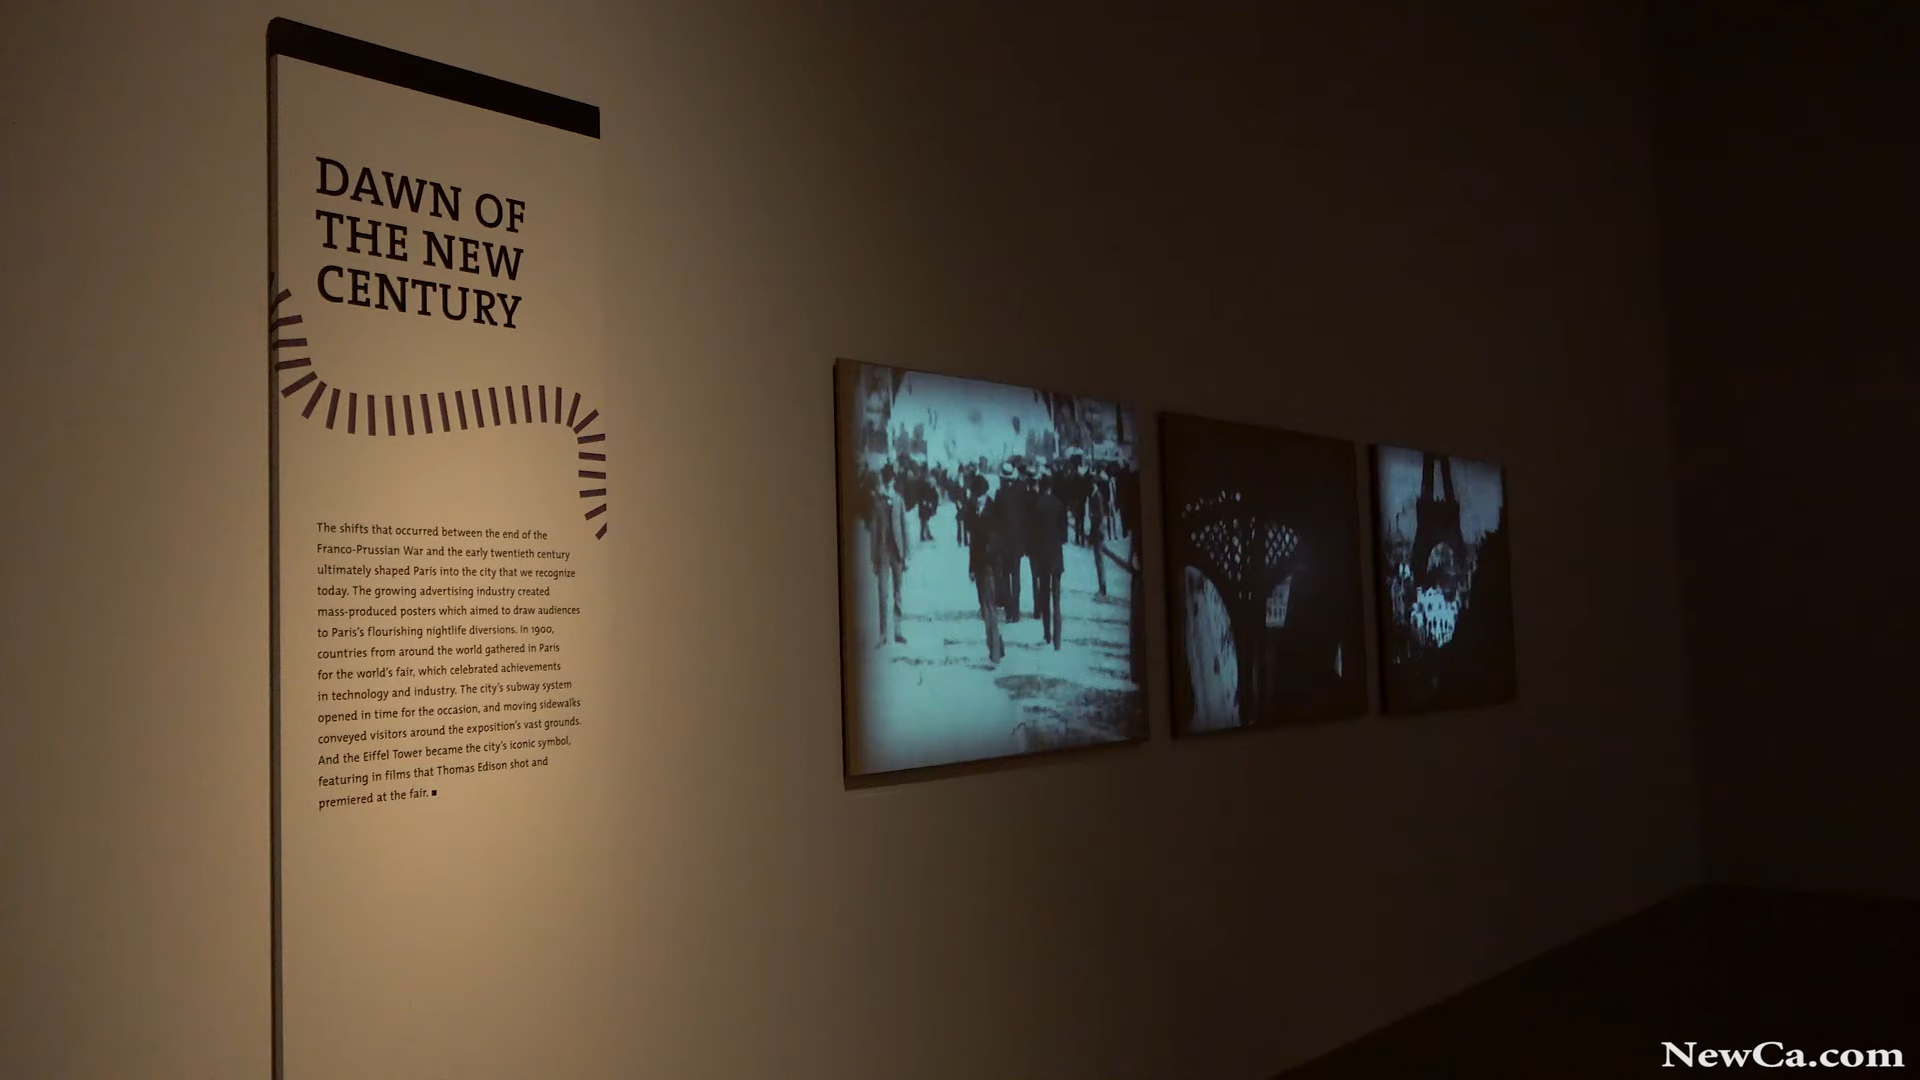 DAWN OF
THE NEW
CENTURY
The shifts that occurred between the end of the
Franco-Prussian War and the early twentieth century
ultimately shaped Paris into the city that we recognize
today. The growing advertising industry created
mass-produced posters which aimed to draw audiences
to Paris's flourishing nightlife diversions. In 1900,
countries from around the world gathered in Paris
for the world's fair, which celebrated achievements
in technology and industry. The city's subway system
opened in time for the occasion, and moving sidewalks
conveyed visitors around the exposition's vast grounds.
And the Eiffel Tower became the city's iconic symbol,
featuring in films that Thomas Edison shot and
premiered at the fair. ■
NewCa.com